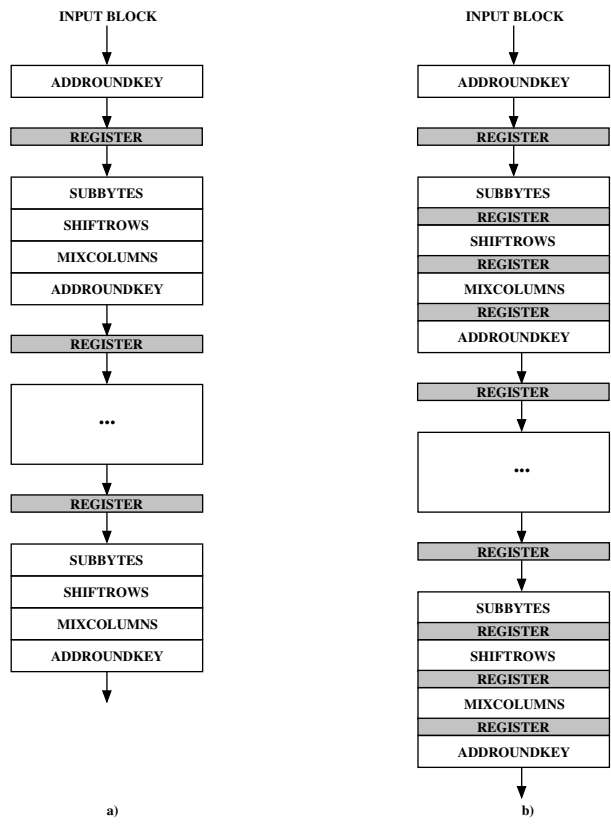 INPUT BLOCK
ADDROUNDKEY
REGISTER
SUBBYTES
SHIFTROWS
MIXCOLUMNS
ADDROUNDKEY
REGISTER
...
REGISTER
SUBBYTES
SHIFTROWS
MIXCOLUMNS
ADDROUNDKEY
a)
INPUT BLOCK
ADDROUNDKEY
REGISTER
SUBBYTES
REGISTER
SHIFTROWS
REGISTER
MIXCOLUMNS
REGISTER
ADDROUNDKEY
REGISTER
...
REGISTER
SUBBYTES
REGISTER
SHIFTROWS
REGISTER
MIXCOLUMNS
REGISTER
ADDROUNDKEY
b)